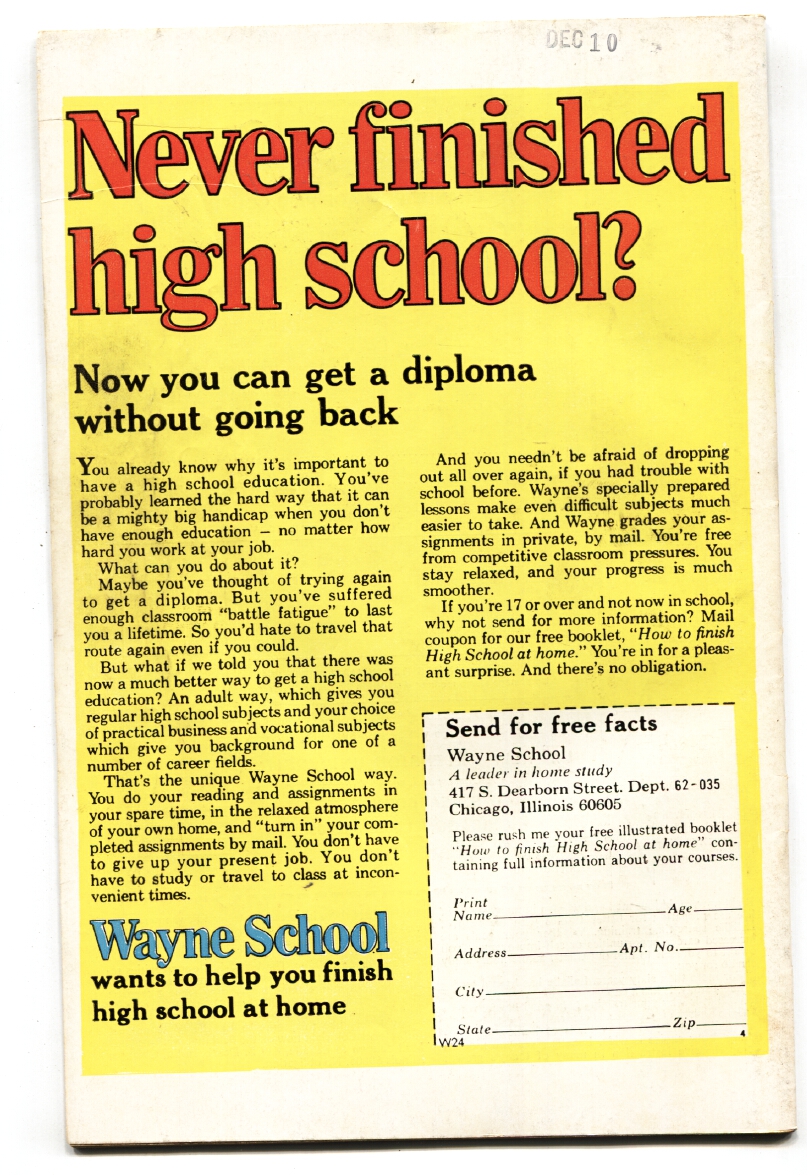 DEC 10
Never finished
high school?
Now you can get a diploma
without going back
You already know why it's important to
have a high school education. You've
probably learned the hard way that it can
be a mighty big handicap when you don't
have enough education – no matter how
hard you work at your job.
What can you do about it?
Maybe you've thought of trying again
to get a diploma. But you've suffered
enough classroom "battle fatigue" to last
you a lifetime. So you'd hate to travel that
route again even if you could.
But what if we told you that there was
now a much better way to get a high school
education? An adult way, which gives you
regular high school subjects and your choice
of practical business and vocational subjects
which give you background for one of a
number of career fields.
That's the unique Wayne School way.
You do your reading and assignments in
your spare time, in the relaxed atmosphere
of your own home, and "turn in" your com-
pleted assignments by mail. You don't have
to give up your present job. You don't
have to study or travel to class at incon-
venient times.
Wayne School
wants to help you finish
high school at home
And you needn't be afraid of dropping
out all over again, if you had trouble with
school before. Wayne's specially prepared
lessons make even difficult subjects much
easier to take. And Wayne grades your as-
signments in private, by mail. You're free
from competitive classroom pressures. You
stay relaxed, and your progress is much
smoother.
If you're 17 or over and not now in school,
why not send for more information? Mail
coupon for our free booklet, "How to finish
High School at home." You're in for a pleas-
ant surprise. And there's no obligation.
Send for free facts
Wayne School
A leader in home study
417 S. Dearborn Street. Dept. 62-035
Chicago, Illinois 60605
Please rush me your free illustrated booklet
"How to finish High School at home" con-
taining full information about your courses.
Print
Name Age
Address Apt. No.
City
State Zip
W24 4